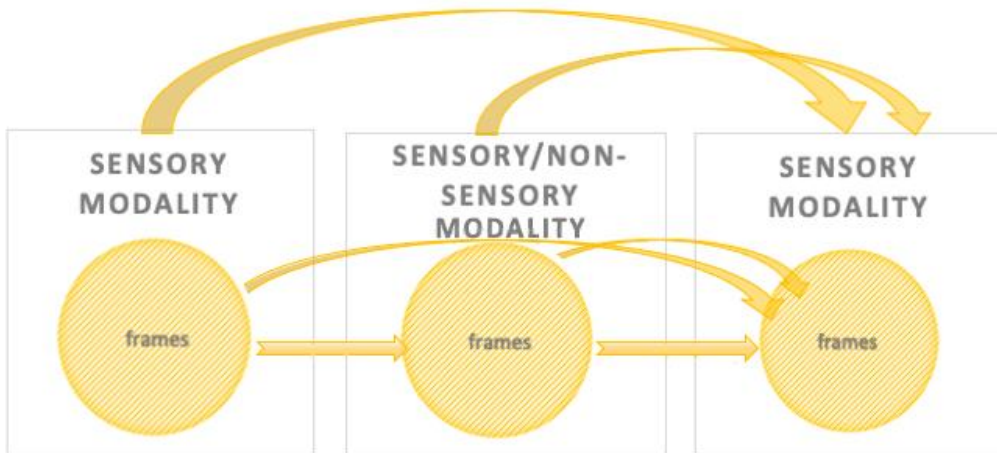 SENSORY
MODALITY
frames
SENSORY/NON-
SENSORY
MODALITY
frames
SENSORY
MODALITY
frames